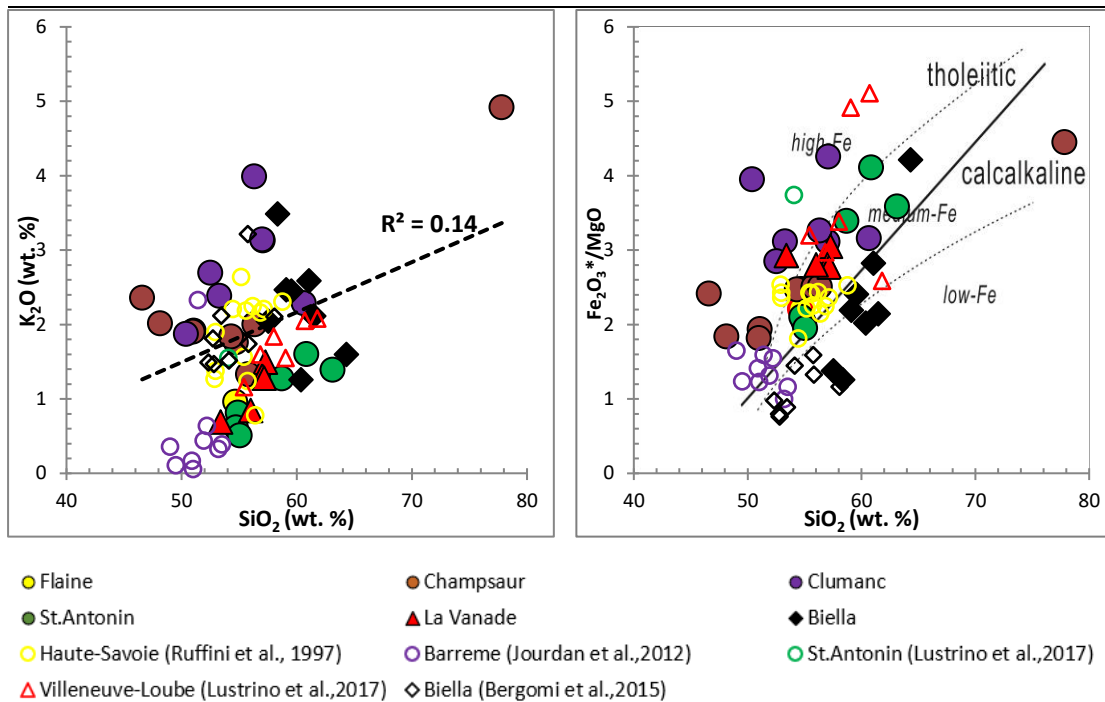 6
5
4
3
2
1
0
K₂O (wt. %)
R² = 0.14
40
50
60
70
80
SiO₂ (wt. %)
6
5
4
3
2
1
0
Fe₂O₃*/MgO
tholeiitic
high-Fe
calcalkaline
medium-Fe
low-Fe
40
50
60
70
80
SiO₂ (wt. %)
Flaine
Champsaur
Clumanc
St.Antonin
La Vanade
Biella
Haute-Savoie (Ruffini et al., 1997)
Barreme (Jourdan et al.,2012)
St.Antonin (Lustrino et al.,2017)
Villeneuve-Loube (Lustrino et al.,2017)
Biella (Bergomi et al.,2015)